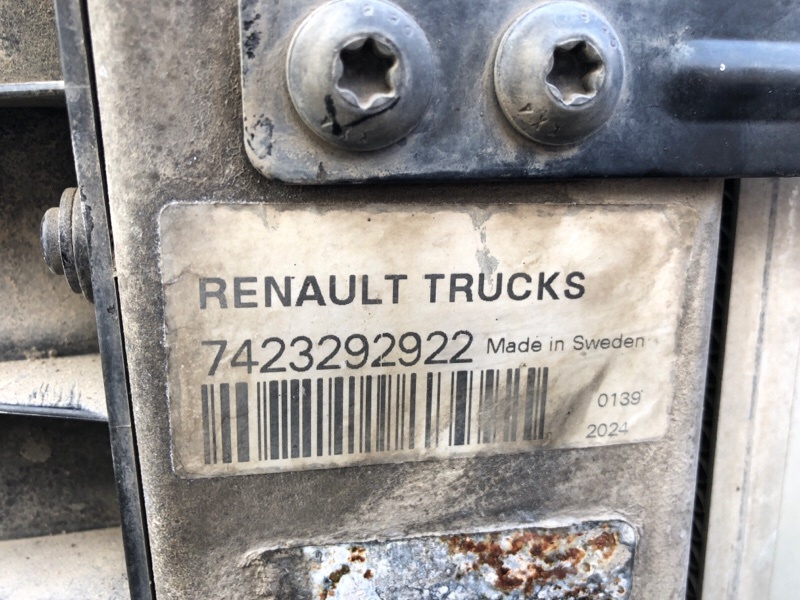 RENAULT TRUCKS
7423292922 Made in Sweden
0139
2024